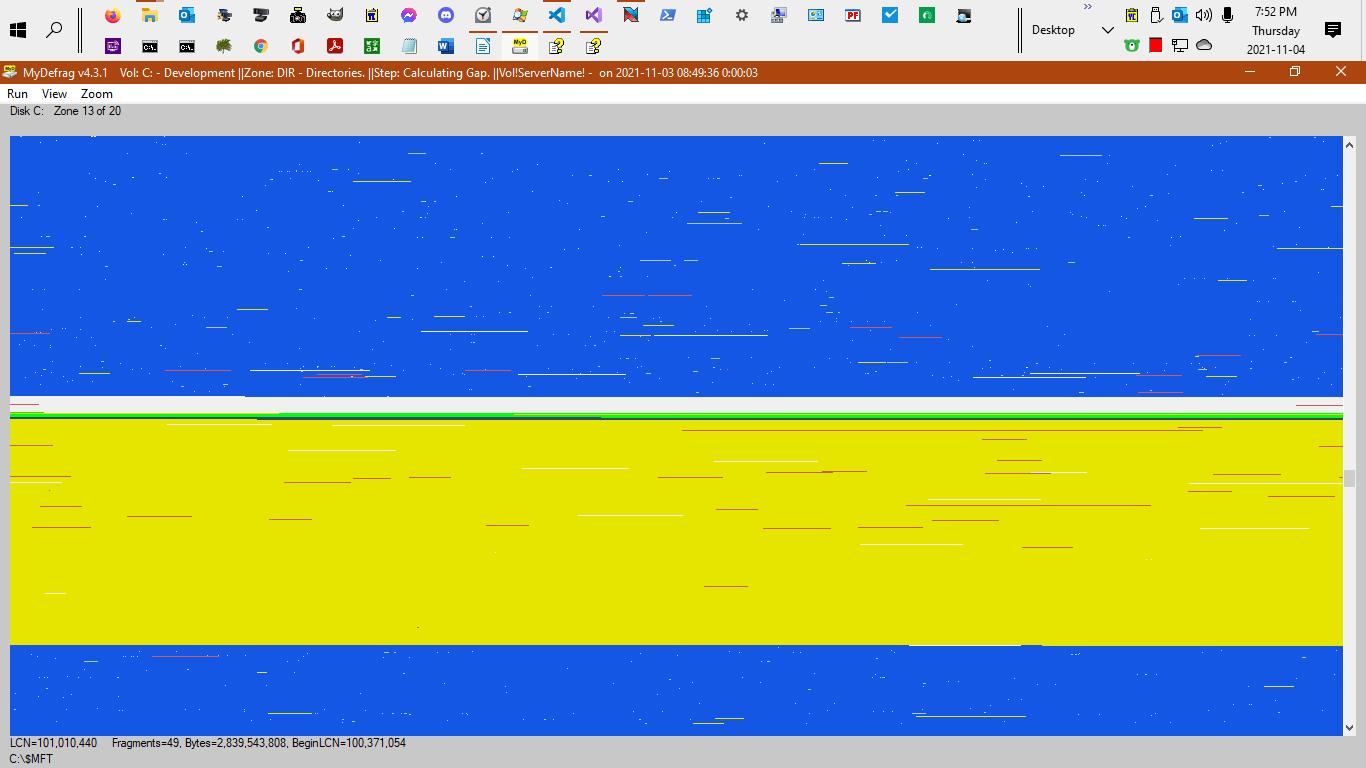 Desktop
»
7:52 PM
Thursday
2021-11-04
MyDefrag v4.3.1 Vol: C: - Development ||Zone: DIR - Directories. ||Step: Calculating Gap. ||Vol!ServerName! - on 2021-11-03 08:49:36 0:00:03
Run View Zoom
Disk C: Zone 13 of 20
LCN=101,010,440 Fragments=49, Bytes=2,839,543,808, BeginLCN=100,371,054
C:\$MFT